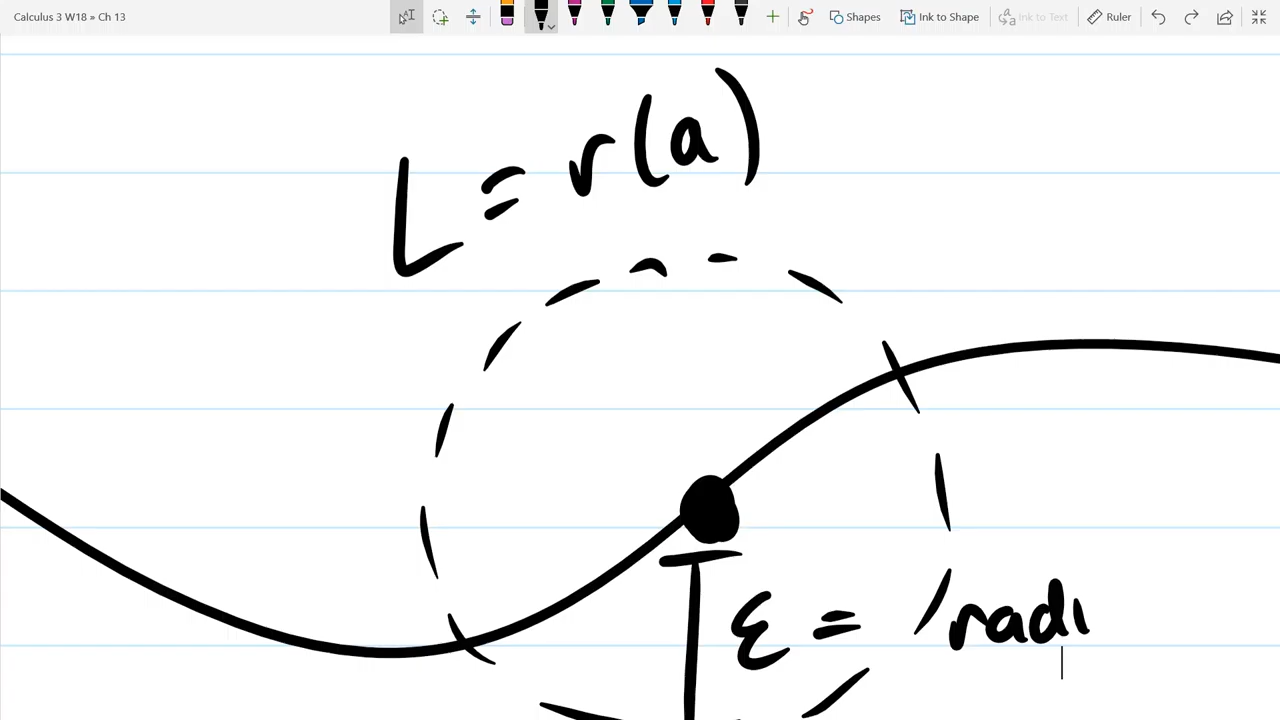 Calculus 3 W18 » Ch 13
Shapes
Ink to Shape
Ink to Text
Ruler
L = r(a)
ε = radi